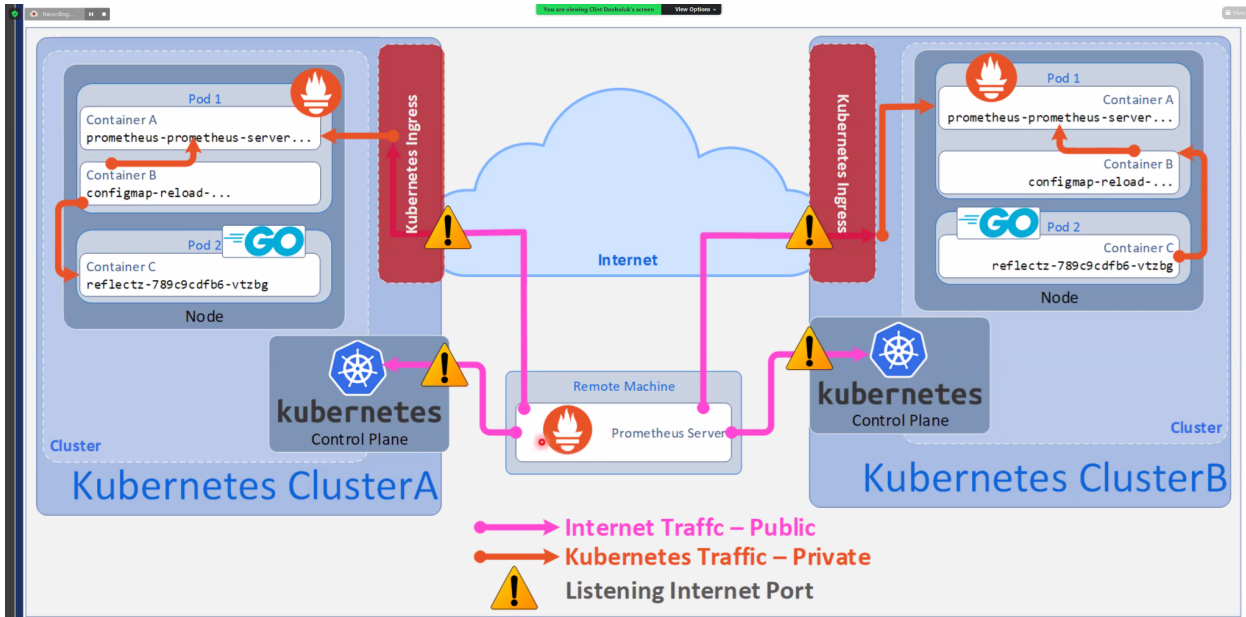 Recording...
You are viewing Clint Dovholuk's screen
View Options
View
Pod 1
Container A
prometheus-prometheus-server...
Container B
configmap-reload-...
Pod 2
GO
Container C
reflectz-789c9cdfb6-vtzbg
Node
Kubernetes Ingress
kubernetes
Control Plane
Cluster
Kubernetes ClusterA
Internet
Remote Machine
Prometheus Server
Kubernetes Ingress
Pod 1
Container A
prometheus-prometheus-server...
Container B
configmap-reload-...
GO
Pod 2
Container C
reflectz-789c9cdfb6-vtzbg
Node
kubernetes
Control Plane
Cluster
Kubernetes ClusterB
Internet Traffc – Public
Kubernetes Traffic – Private
Listening Internet Port